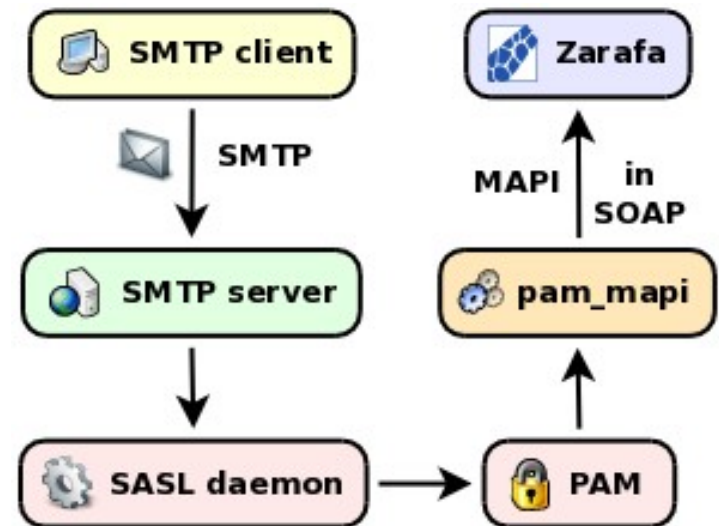 SMTP client
Zarafa
SMTP
MAPI
in
SOAP
SMTP server
pam_mapi
SASL daemon
PAM